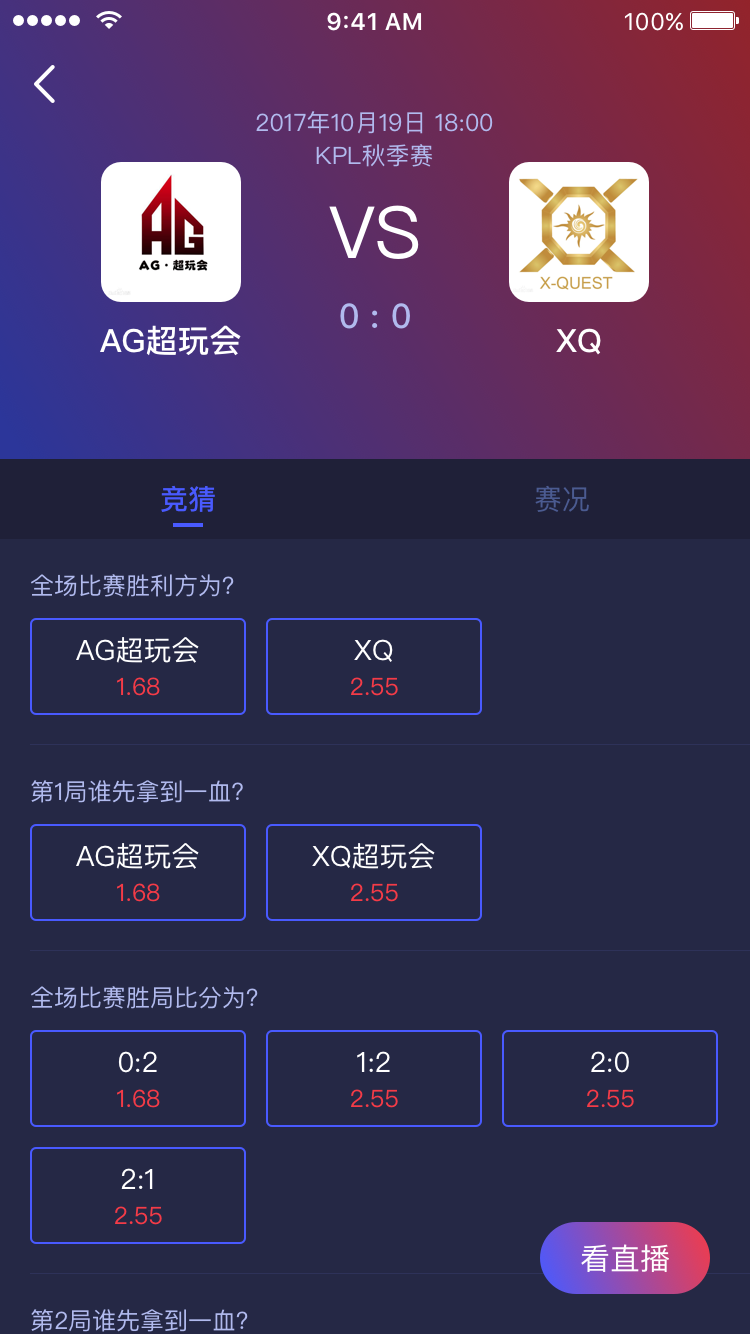 9:41 AM
100%
2017年10月19日 18:00
KPL秋季赛
AG·超玩会
VS
X-QUEST
0 : 0
AG超玩会
XQ
竞猜
赛况
全场比赛胜利方为?
AG超玩会
XQ
1.68
2.55
第1局谁先拿到一血?
AG超玩会
XQ超玩会
1.68
2.55
全场比赛胜局比分为?
0:2
1:2
2:0
1.68
2.55
2.55
2:1
2.55
看直播
第2局谁先拿到一血?